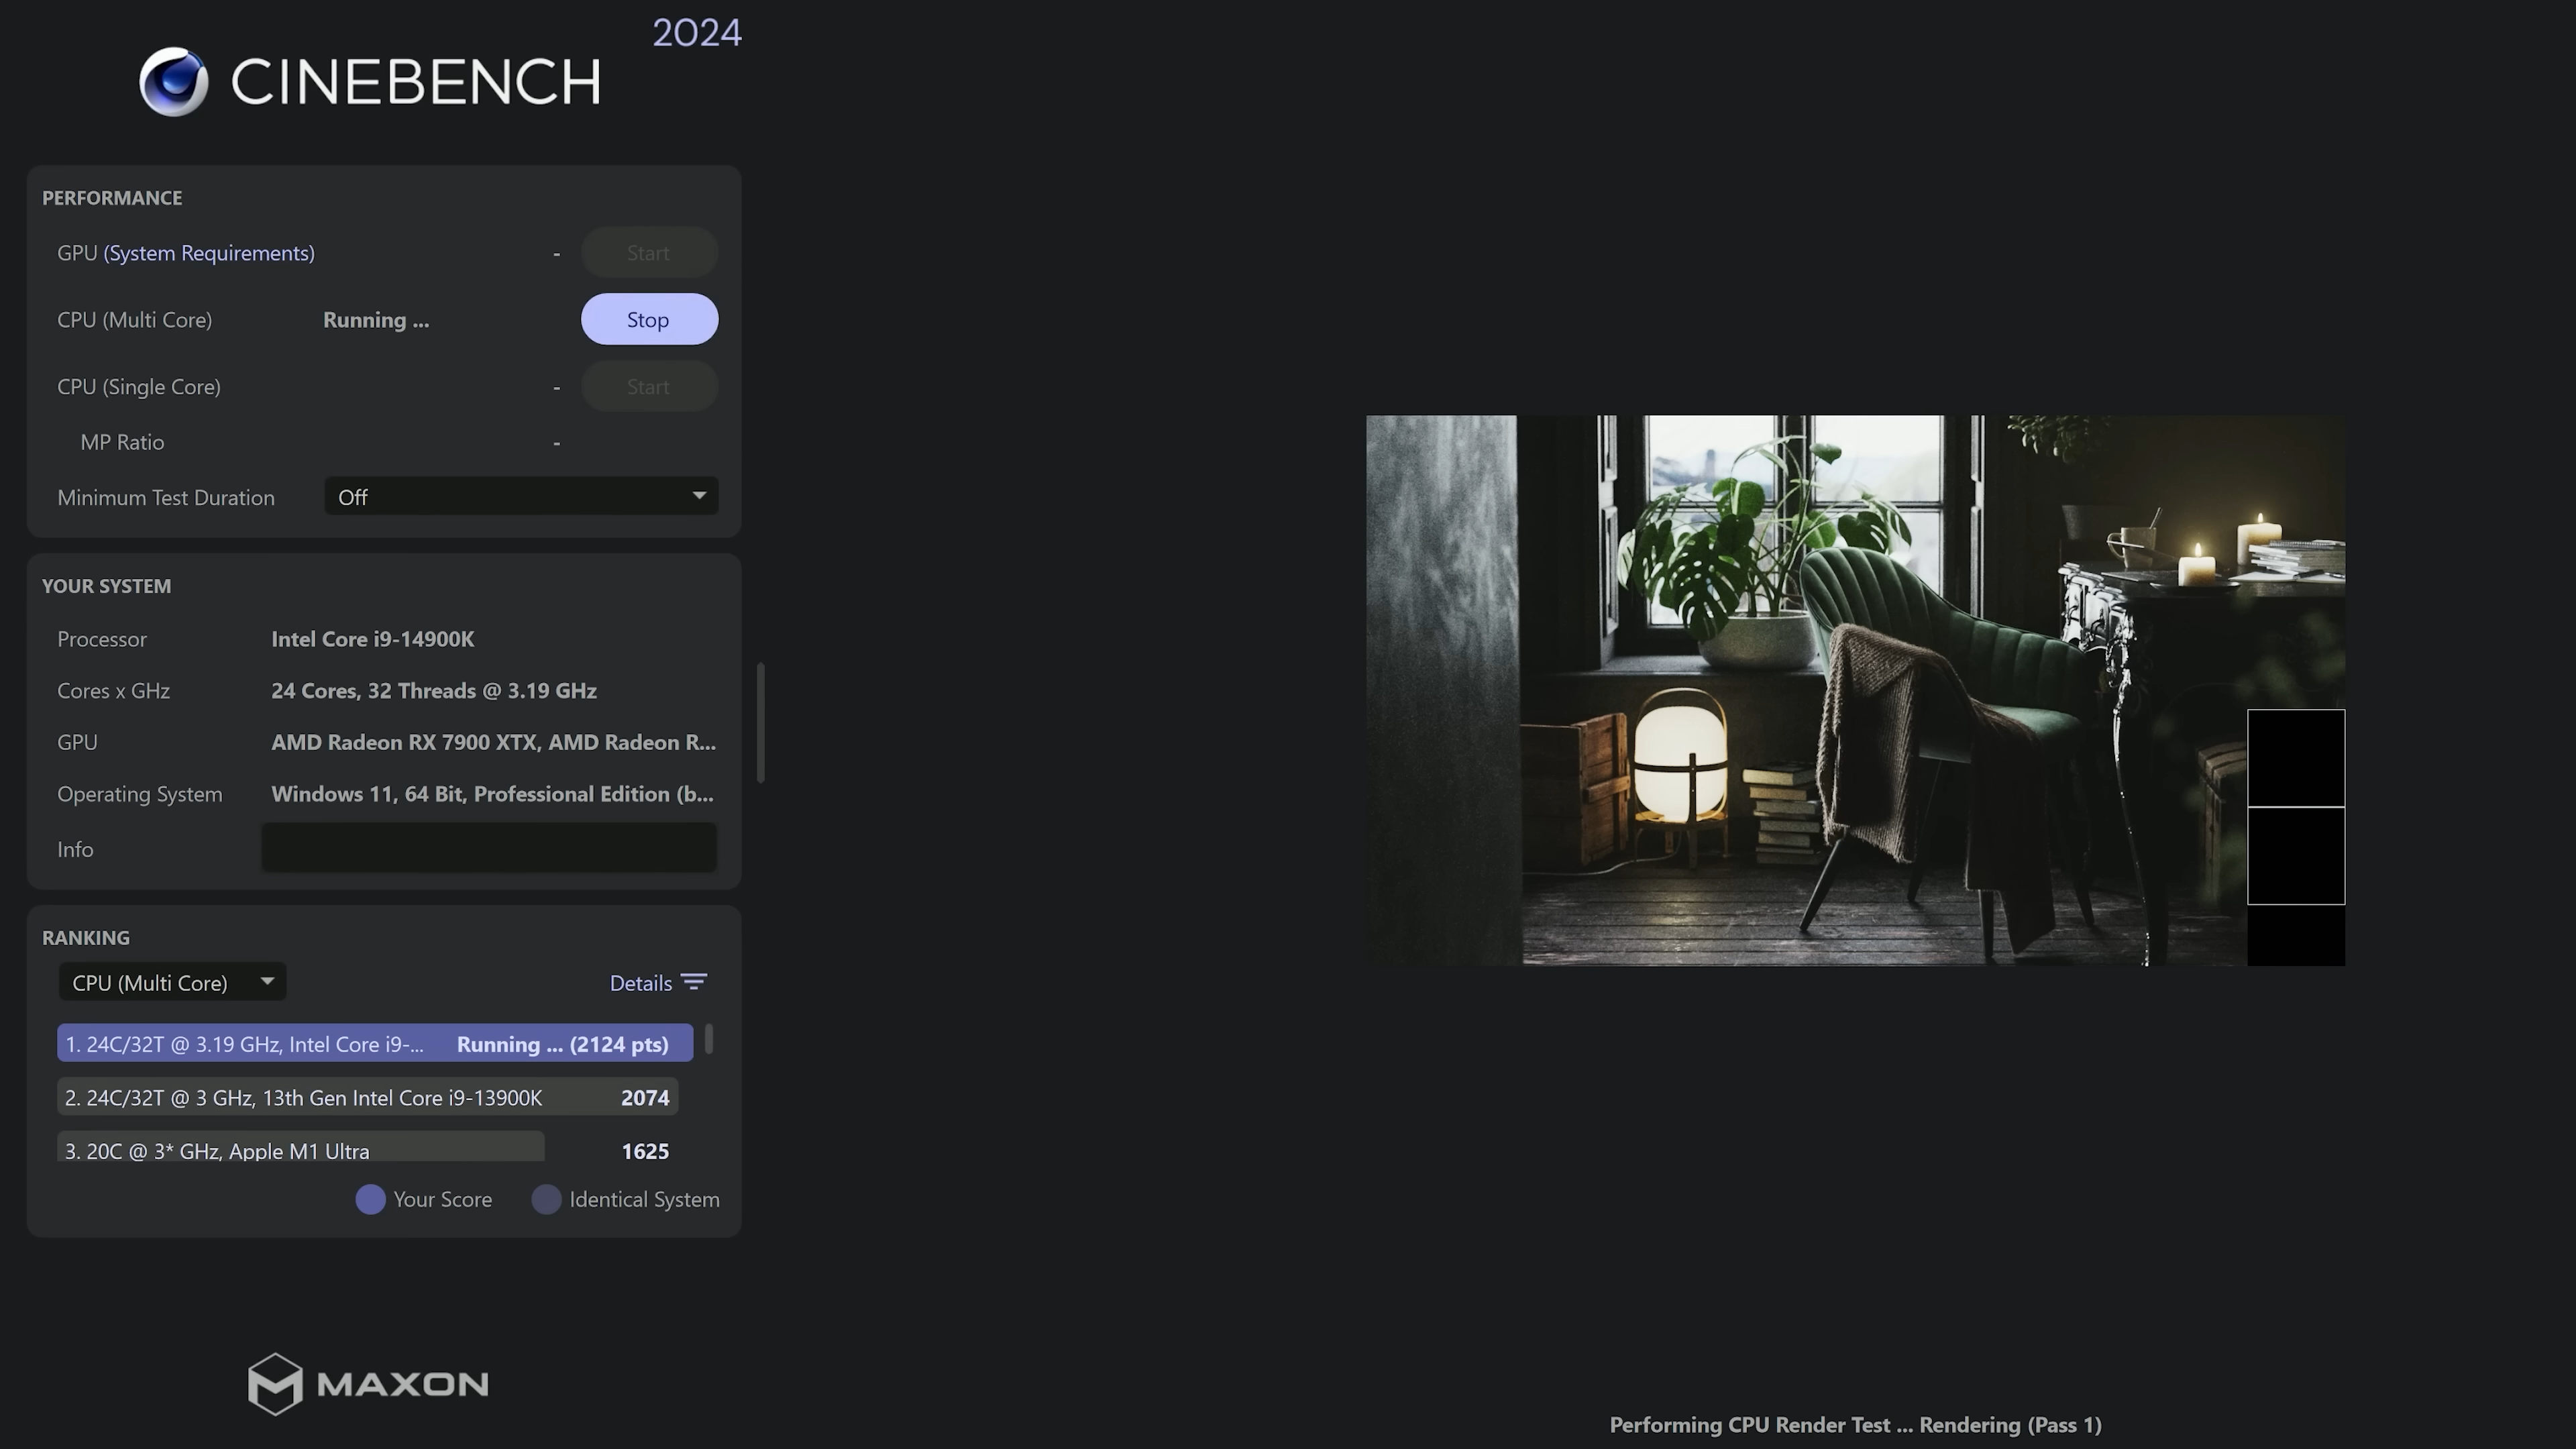 2024
CINEBENCH
PERFORMANCE
GPU (System Requirements) - Start
CPU (Multi Core) Running ... Stop
CPU (Single Core) - Start
MP Ratio -
Minimum Test Duration Off
YOUR SYSTEM
Processor Intel Core i9-14900K
Cores x GHz 24 Cores, 32 Threads @ 3.19 GHz
GPU AMD Radeon RX 7900 XTX, AMD Radeon R...
Operating System Windows 11, 64 Bit, Professional Edition (b...
Info
RANKING
CPU (Multi Core) Details
1. 24C/32T @ 3.19 GHz, Intel Core i9-... Running ... (2124 pts)
2. 24C/32T @ 3 GHz, 13th Gen Intel Core i9-13900K 2074
3. 20C @ 3* GHz, Apple M1 Ultra 1625
Your Score Identical System
MAXON
Performing CPU Render Test ... Rendering (Pass 1)